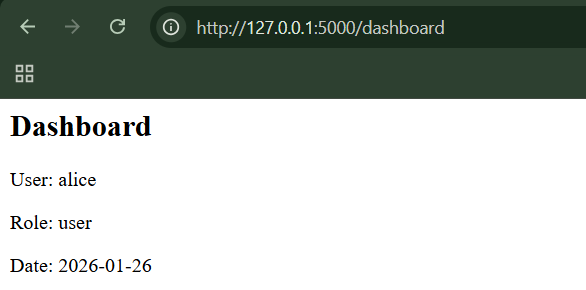 http://127.0.0.1:5000/dashboard
Dashboard
User: alice
Role: user
Date: 2026-01-26